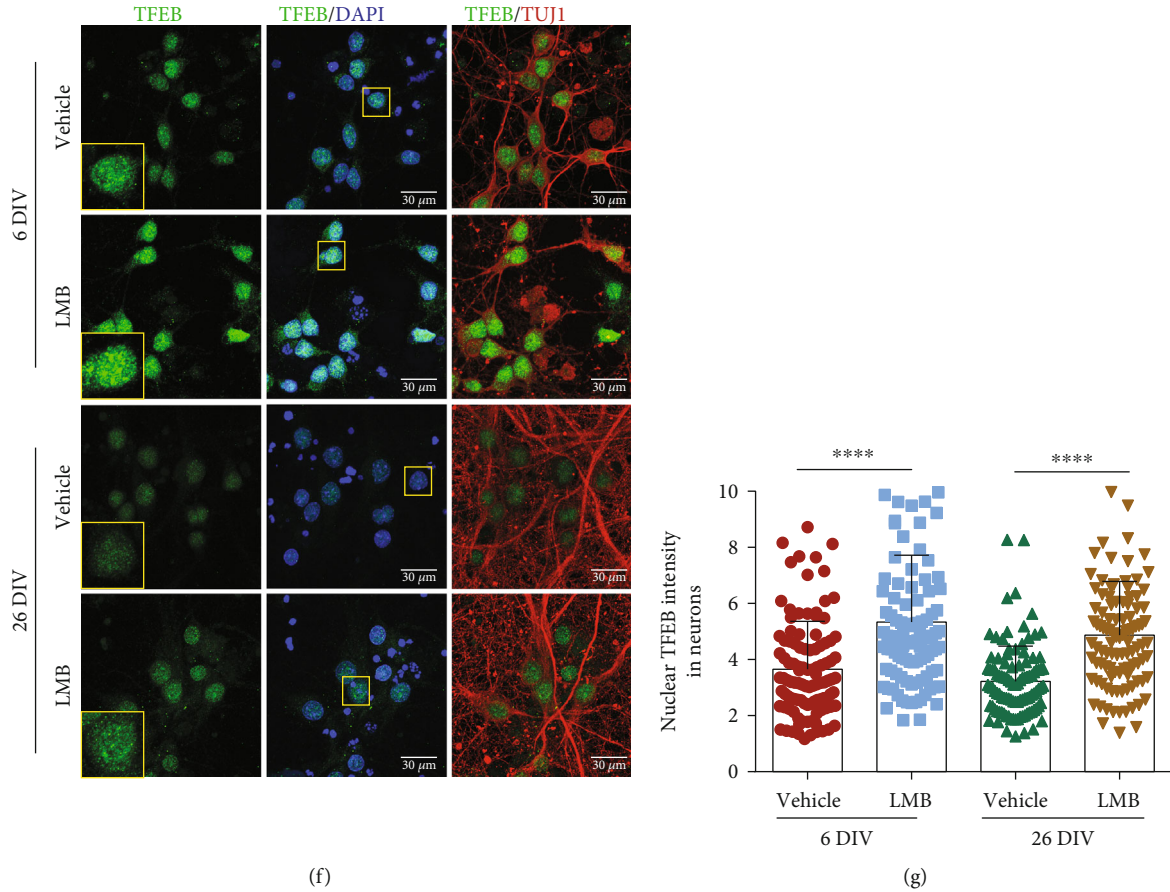 TFEB TFEB/DAPI TFEB/TUJ1
6 DIV
Vehicle
30 µm 30 µm
LMB
30 µm 30 µm
26 DIV
Vehicle
30 µm 30 µm
LMB
30 µm 30 µm
(f)
**** ****
Nuclear TFEB intensity
in neurons
10
8
6
4
2
0
Vehicle LMB Vehicle LMB
6 DIV 26 DIV
(g)